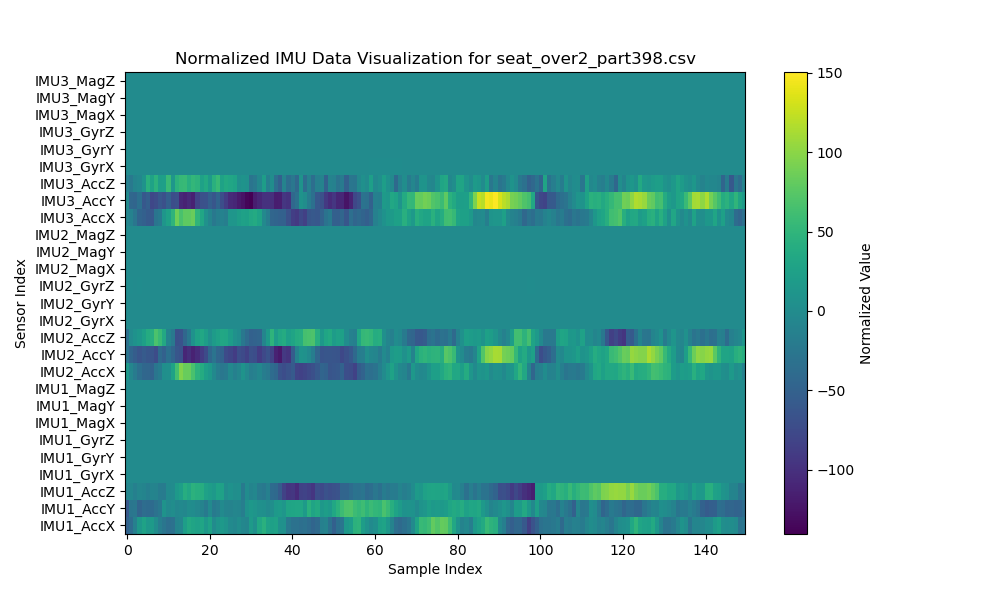 Normalized IMU Data Visualization for seat_over2_part398.csv
IMU3_MagZ
IMU3_MagY
IMU3_MagX
IMU3_GyrZ
IMU3_GyrY
IMU3_GyrX
IMU3_AccZ
IMU3_AccY
IMU3_AccX
IMU2_MagZ
IMU2_MagY
IMU2_MagX
IMU2_GyrZ
IMU2_GyrY
IMU2_GyrX
IMU2_AccZ
IMU2_AccY
IMU2_AccX
IMU1_MagZ
IMU1_MagY
IMU1_MagX
IMU1_GyrZ
IMU1_GyrY
IMU1_GyrX
IMU1_AccZ
IMU1_AccY
IMU1_AccX
Sensor Index
0 20 40 60 80 100 120 140
Sample Index
150
100
50
0
−50
−100
Normalized Value